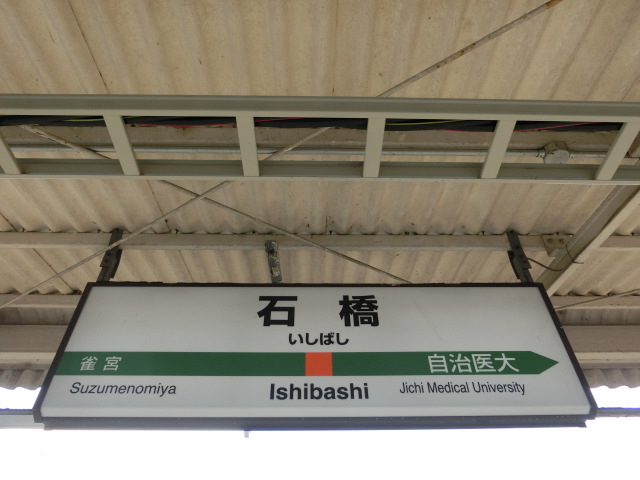 石橋
いしばし
雀宮
自治医大
Suzumenomiya
Ishibashi
Jichi Medical University